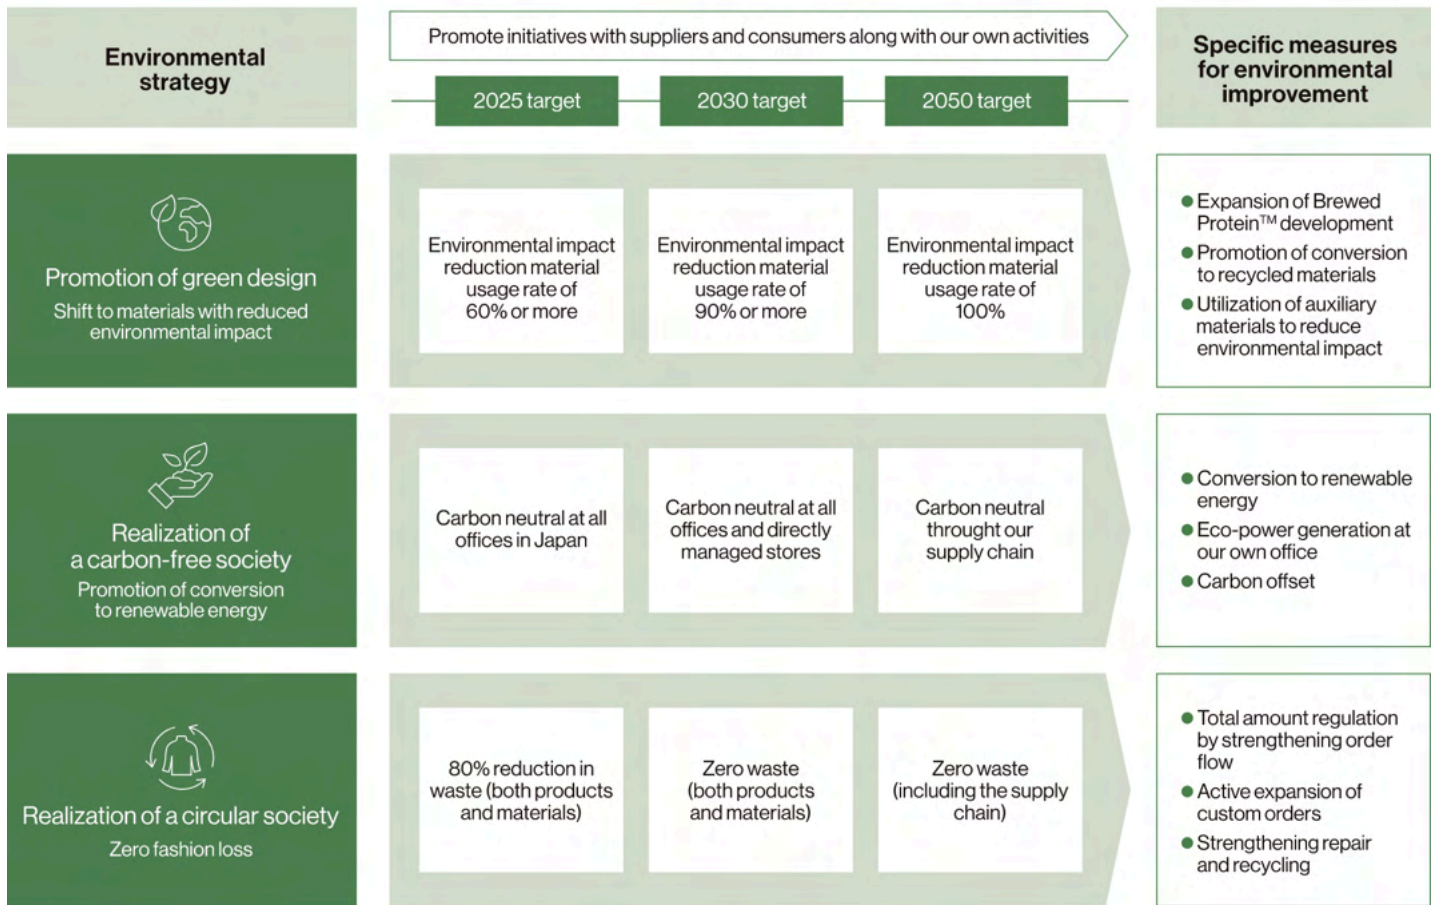 Environmental
strategy
Promote initiatives with suppliers and consumers along with our own activities
2025 target
2030 target
2050 target
Specific measures
for environmental
improvement
Promotion of green design
Shift to materials with reduced
environmental impact
Environmental impact
reduction material
usage rate of
60% or more
Environmental impact
reduction material
usage rate of
90% or more
Environmental impact
reduction material
usage rate of
100%
● Expansion of Brewed
Protein™ development
● Promotion of conversion
to recycled materials
● Utilization of auxiliary
materials to reduce
environmental impact
Realization of
a carbon-free society
Promotion of conversion
to renewable energy
Carbon neutral at all
offices in Japan
Carbon neutral at all
offices and directly
managed stores
Carbon neutral
throught our
supply chain
● Conversion to renewable
energy
● Eco-power generation at
our own office
● Carbon offset
Realization of a circular society
Zero fashion loss
80% reduction in
waste (both products
and materials)
Zero waste
(both products
and materials)
Zero waste
(including the supply
chain)
● Total amount regulation
by strengthening order
flow
● Active expansion of
custom orders
● Strengthening repair
and recycling